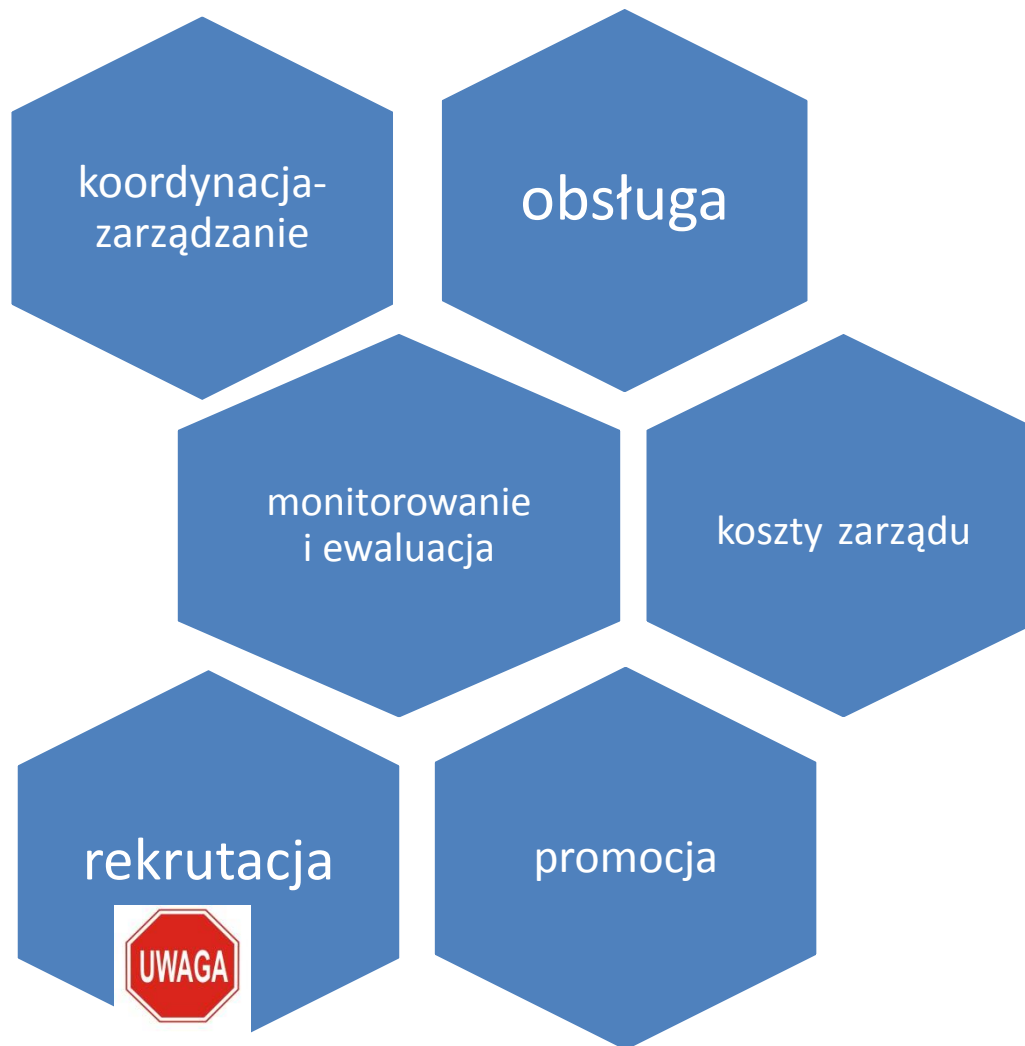 koordynacja-
zarządzanie
obsługa
monitorowanie
i ewaluacja
koszty zarządu
rekrutacja
UWAGA
promocja